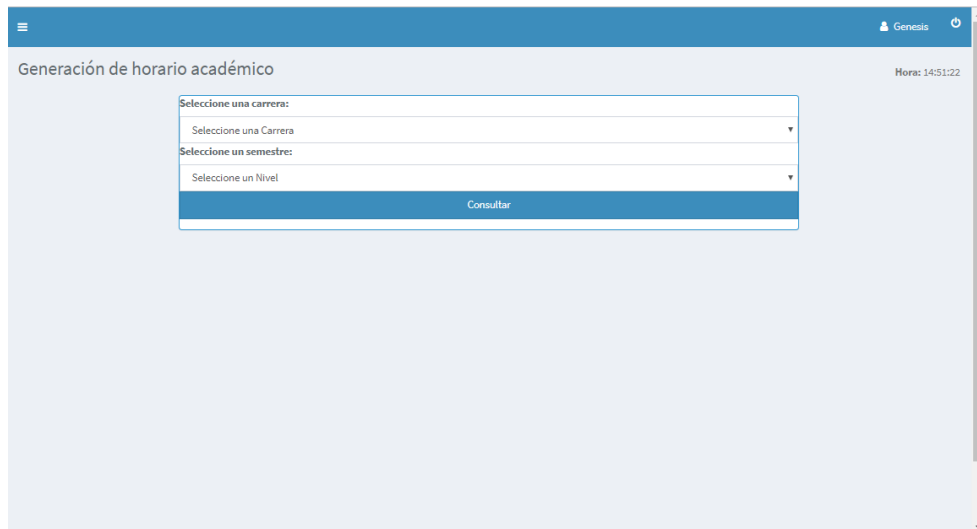 Genesis
Generación de horario académico
Hora: 14:51:22
Seleccione una carrera:
Seleccione una Carrera
Seleccione un semestre:
Seleccione un Nivel
Consultar